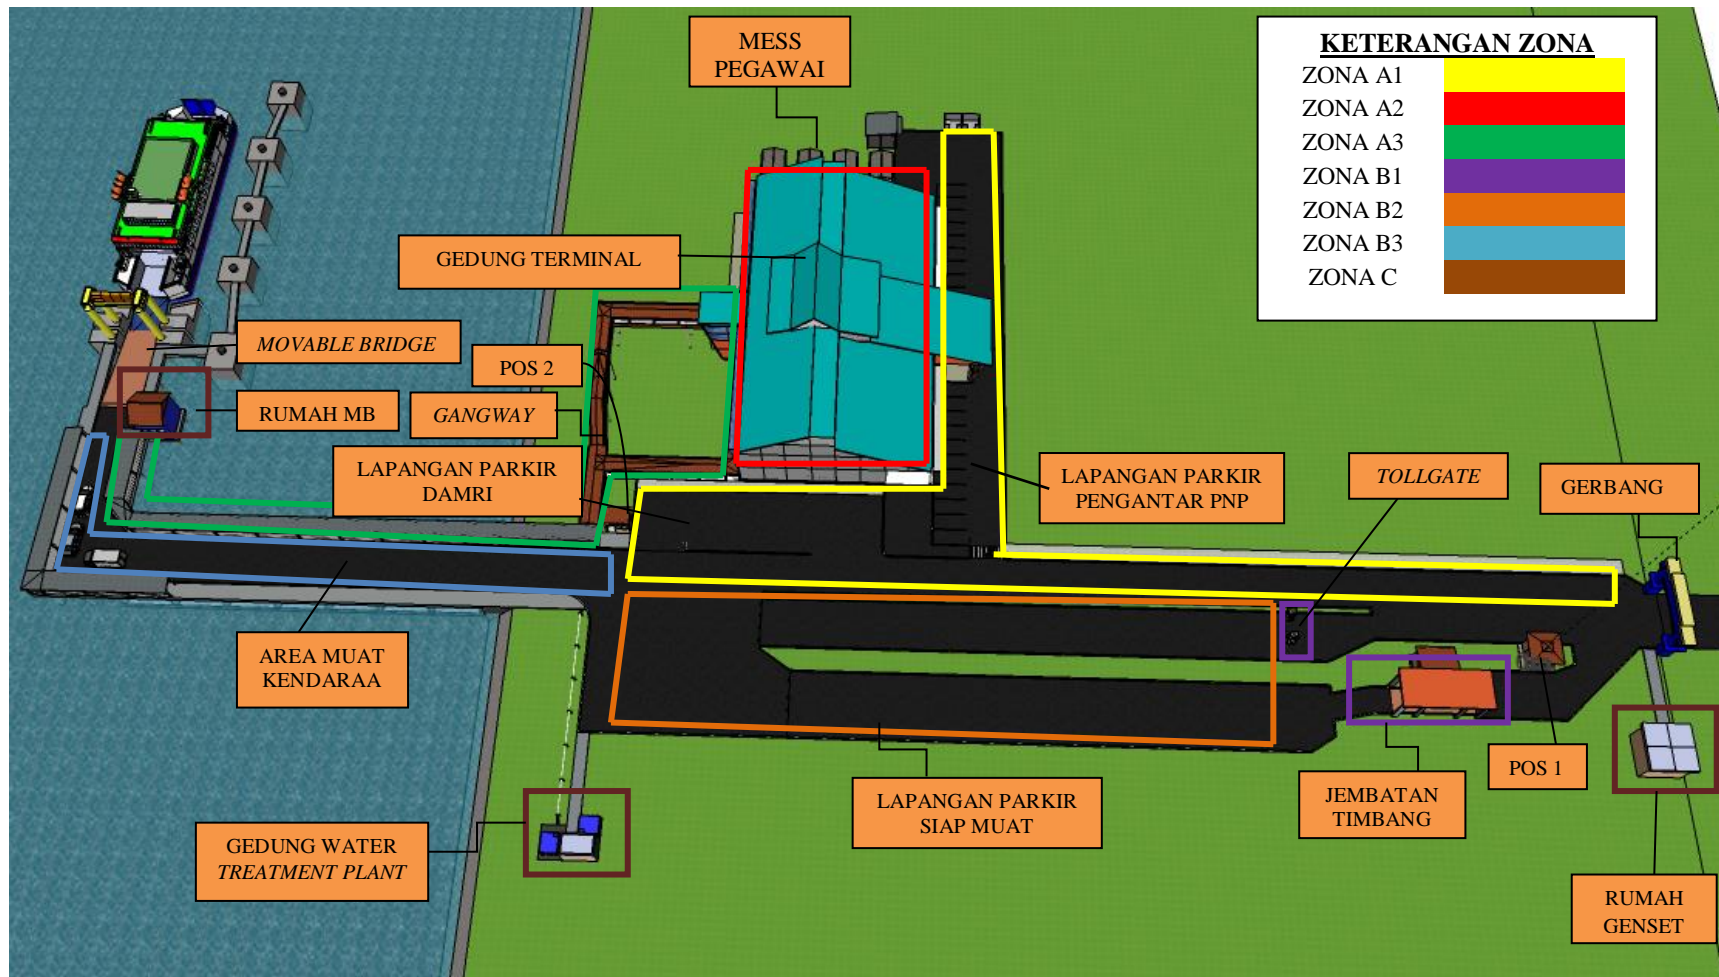 MESS
PEGAWAI
KETERANGAN ZONA
ZONA A1
ZONA A2
ZONA A3
ZONA B1
ZONA B2
ZONA B3
ZONA C
GEDUNG TERMINAL
MOVABLE BRIDGE
POS 2
RUMAH MB
GANGWAY
LAPANGAN PARKIR
DAMRI
LAPANGAN PARKIR
PENGANTAR PNP
TOLLGATE
GERBANG
AREA MUAT
KENDARAA
GEDUNG WATER
TREATMENT PLANT
LAPANGAN PARKIR
SIAP MUAT
JEMBATAN
TIMBANG
POS 1
RUMAH
GENSET